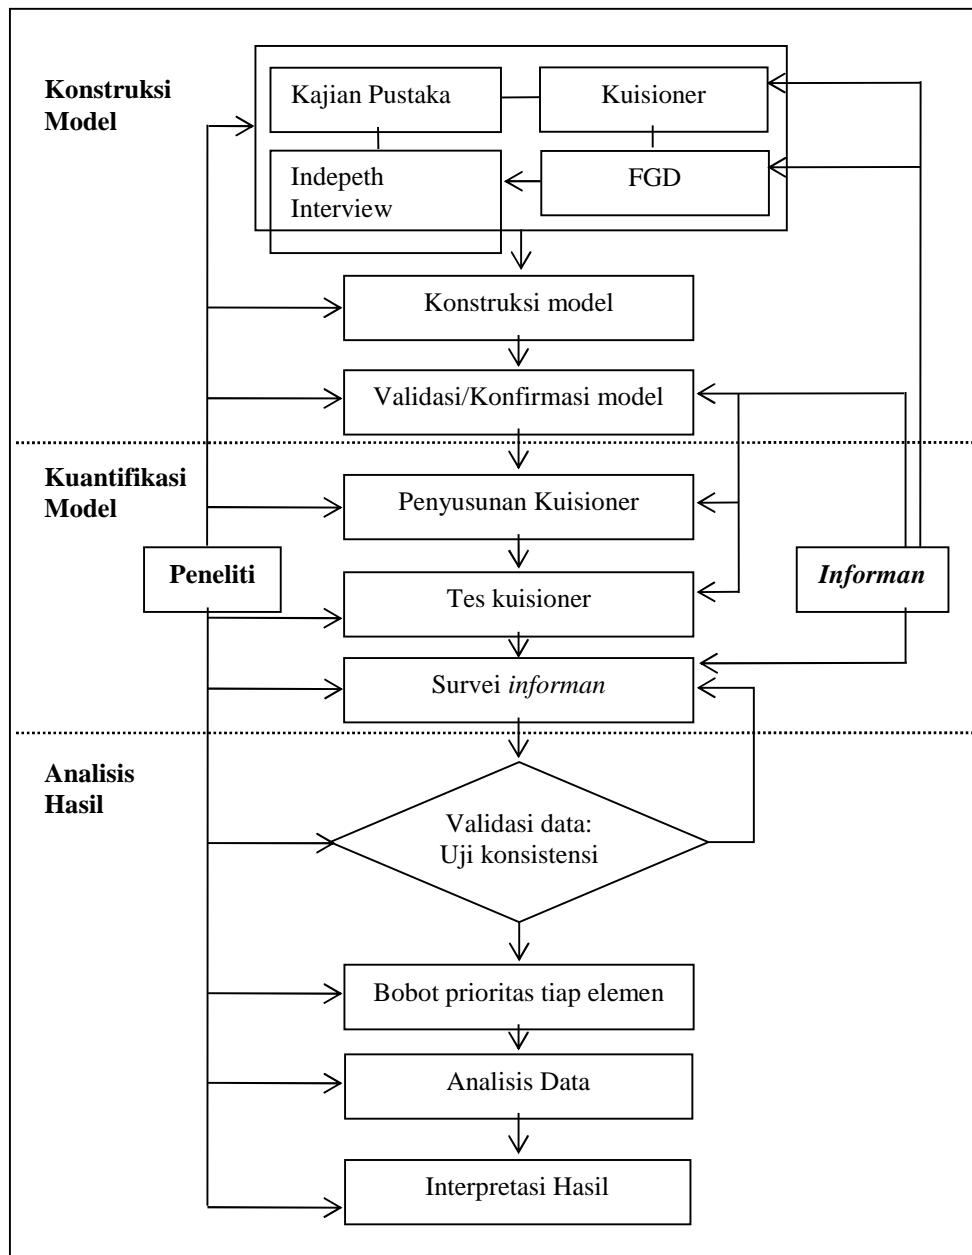 Konstruksi
Model
Kajian Pustaka
Kuisioner
Indepeth
Interview
FGD
Konstruksi model
Validasi/Konfirmasi model
Kuantifikasi
Model
Penyusunan Kuisioner
Peneliti
Informan
Tes kuisioner
Survei informan
Analisis
Hasil
Validasi data:
Uji konsistensi
Bobot prioritas tiap elemen
Analisis Data
Interpretasi Hasil